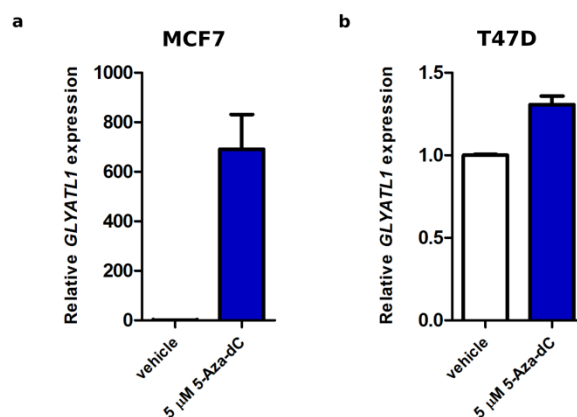 a
MCF7
Relative GLYATL1 expression
1000
800
600
400
200
0
vehicle
5 μM 5-Aza-dC
b
T47D
Relative GLYATL1 expression
1.5
1.0
0.5
0.0
vehicle
5 μM 5-Aza-dC